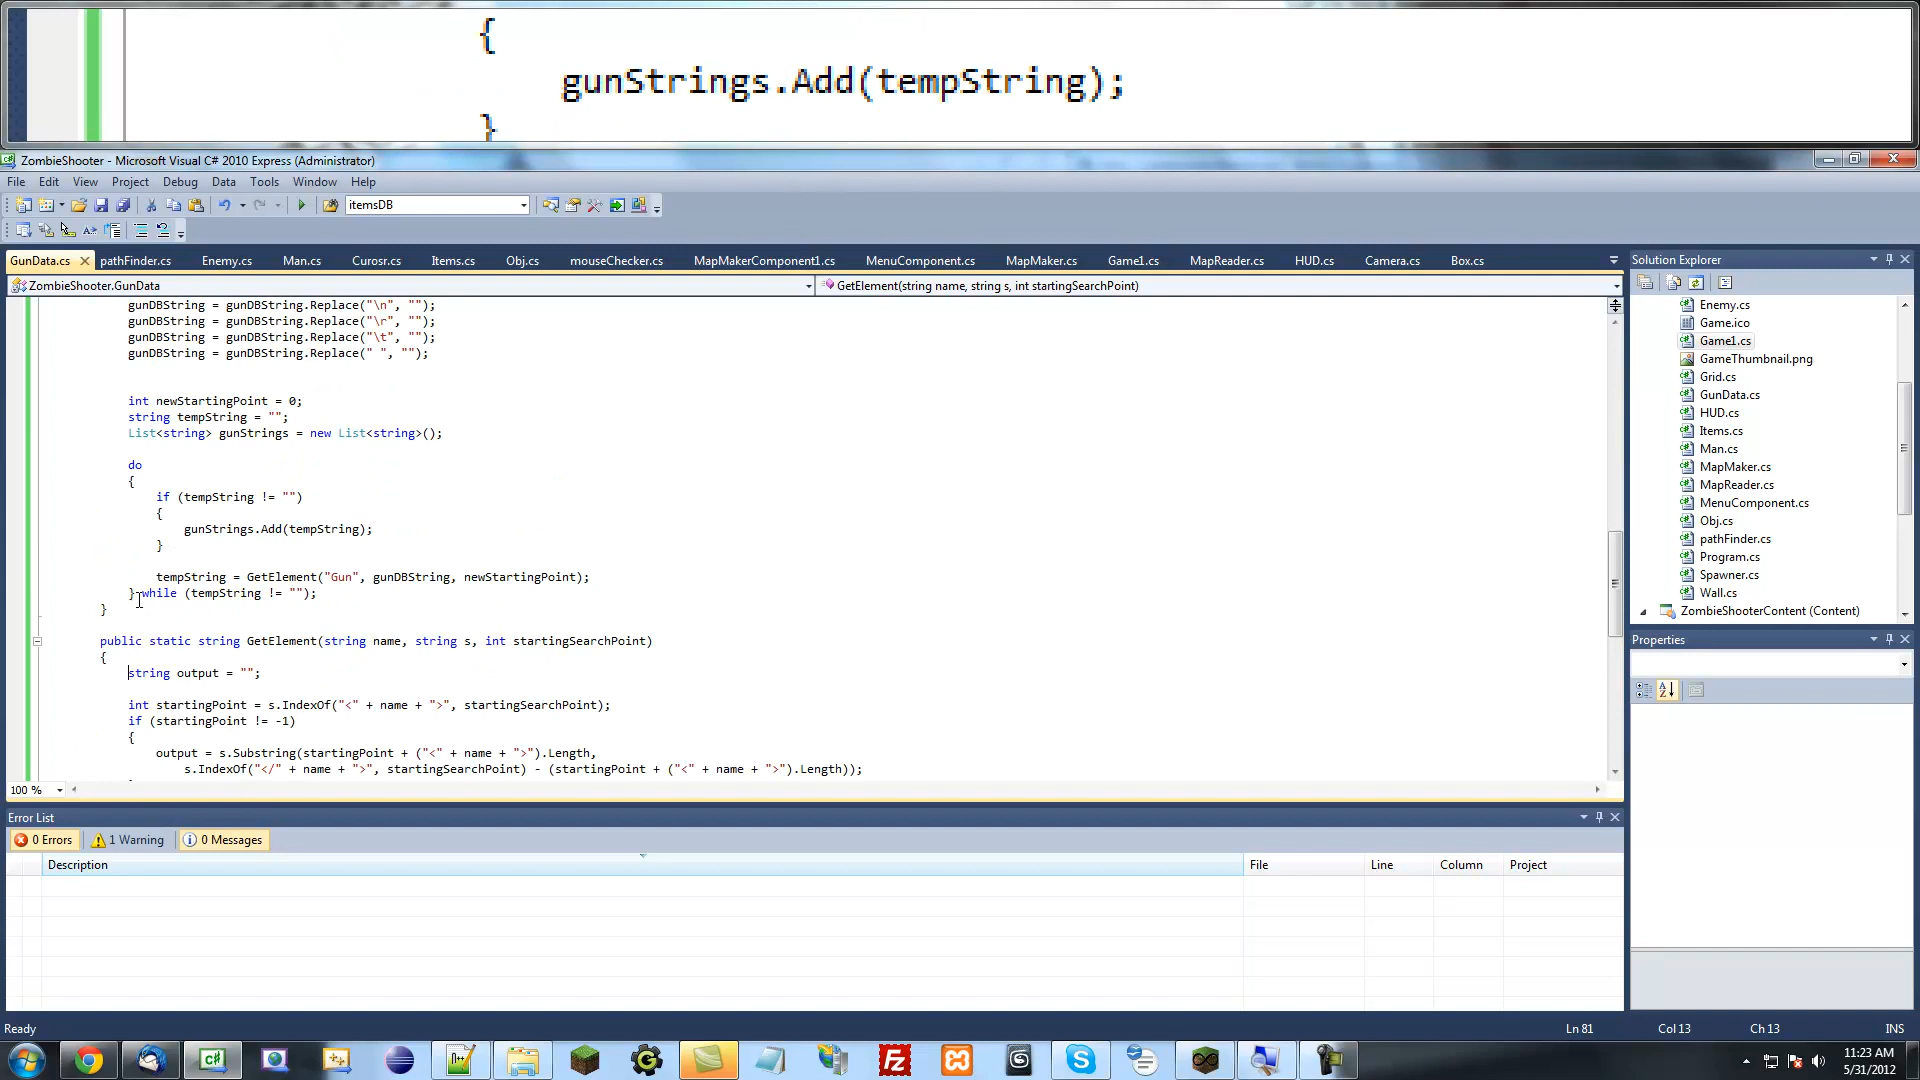 {
gunStrings.Add(tempString);
}
ZombieShooter - Microsoft Visual C# 2010 Express (Administrator)
File Edit View Project Debug Data Tools Window Help
itemsDB
GunData.cs pathFinder.cs Enemy.cs Man.cs Curosr.cs Items.cs Obj.cs mouseChecker.cs MapMakerComponent1.cs MenuComponent.cs MapMaker.cs Game1.cs MapReader.cs HUD.cs Camera.cs Box.cs
ZombieShooter.GunData
GetElement(string name, string s, int startingSearchPoint)
gunDBString = gunDBString.Replace("\n", "");
gunDBString = gunDBString.Replace("\r", "");
gunDBString = gunDBString.Replace("\t", "");
gunDBString = gunDBString.Replace(" ", "");
int newStartingPoint = 0;
string tempString = "";
List<string> gunStrings = new List<string>();
do
{
if (tempString != "")
{
gunStrings.Add(tempString);
}
tempString = GetElement("Gun", gunDBString, newStartingPoint);
} while (tempString != "");
}
public static string GetElement(string name, string s, int startingSearchPoint)
{
string output = "";
int startingPoint = s.IndexOf("<" + name + ">", startingSearchPoint);
if (startingPoint != -1)
{
output = s.Substring(startingPoint + ("<" + name + ">").Length,
s.IndexOf("</" + name + ">", startingSearchPoint) - (startingPoint + ("<" + name + ">").Length));
100 %
Solution Explorer
Enemy.cs
Game.ico
Game1.cs
GameThumbnail.png
Grid.cs
GunData.cs
HUD.cs
Items.cs
Man.cs
MapMaker.cs
MapReader.cs
MenuComponent.cs
Obj.cs
pathFinder.cs
Program.cs
Spawner.cs
Wall.cs
ZombieShooterContent (Content)
Properties
Error List
0 Errors 1 Warning 0 Messages
Description File Line Column Project
Ready Ln 81 Col 13 Ch 13 INS
11:23 AM
5/31/2012